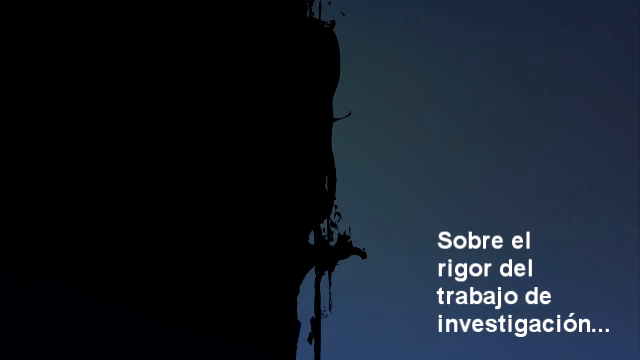 Sobre el
rigor del
trabajo de
investigación...